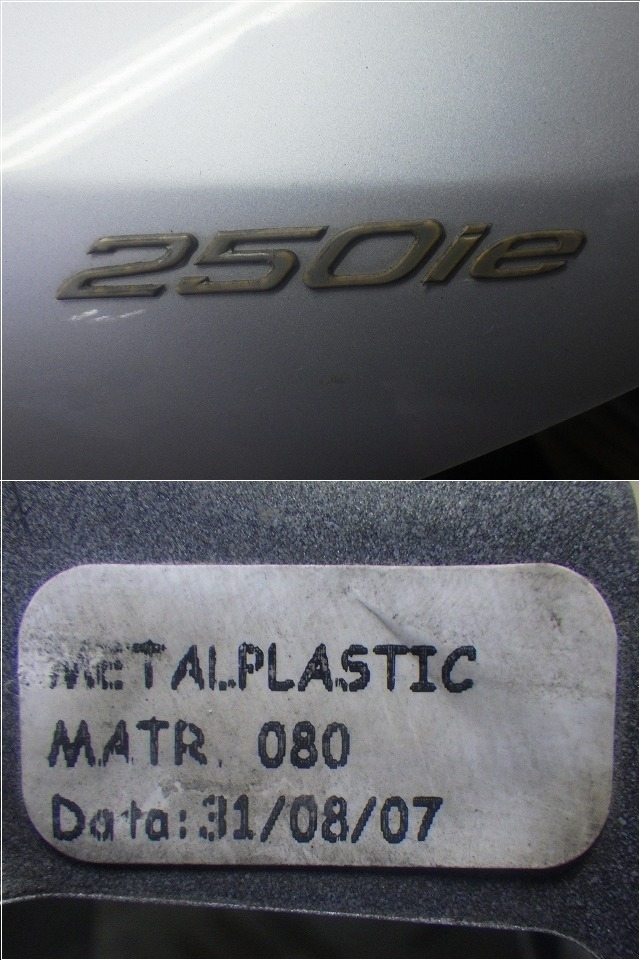 250ie
METALPLASTIC
MATR. 080
Data:31/08/07